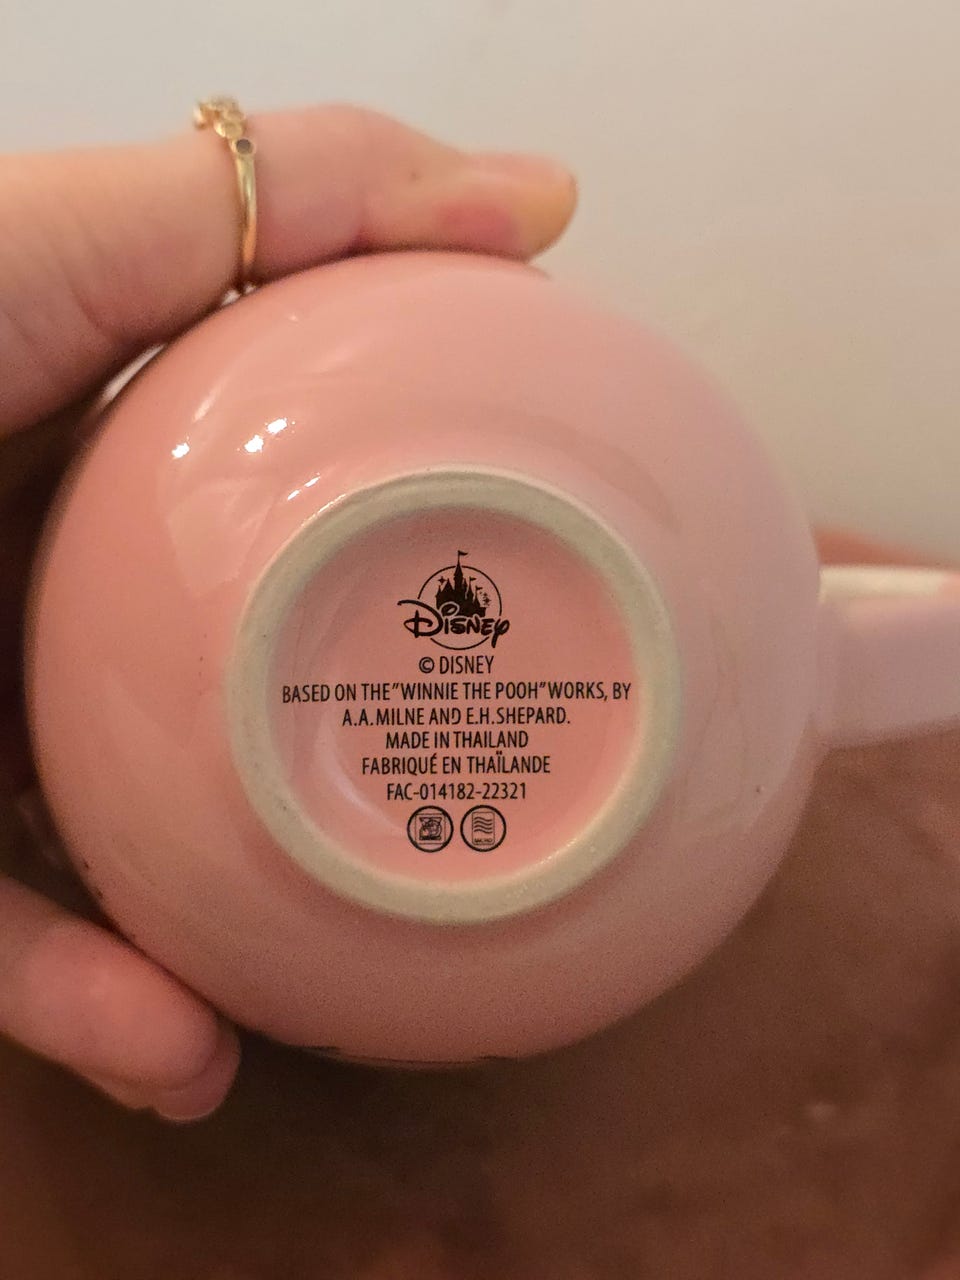 Disney
© DISNEY
BASED ON THE"WINNIE THE POOH"WORKS, BY
A.A.MILNE AND E.H.SHEPARD.
MADE IN THAILAND
FABRIQUÉ EN THAÏLANDE
FAC-014182-22321